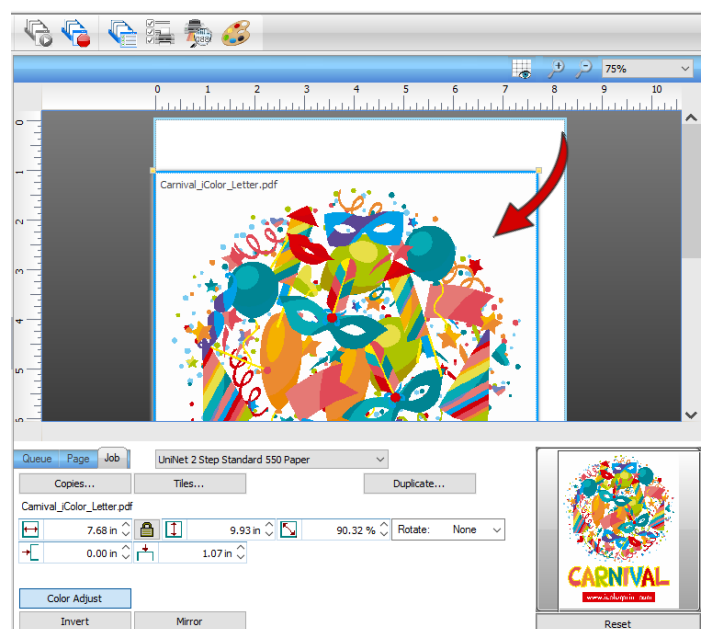 75%
0 1 2 3 4 5 6 7 8 9 10
0
1
Carnival_iColor_Letter.pdf
2
3
4
5
Queue Page Job UniNet 2 Step Standard 550 Paper
Copies... Tiles... Duplicate...
Carnival_iColor_Letter.pdf
7.68 in 9.93 in 90.32 % Rotate: None
0.00 in 1.07 in
CARNIVAL
Color Adjust
Invert Mirror Reset